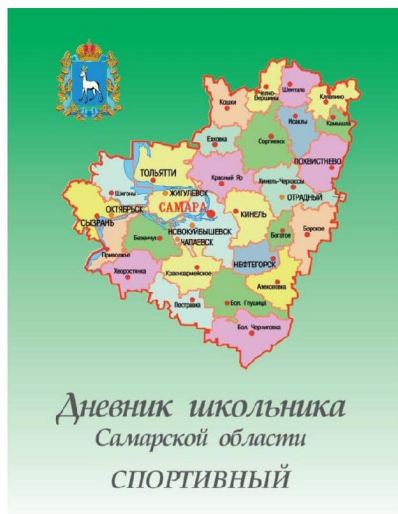 Кошки
Челно-
Вершины
Шентала
Клявлино
Исаклы
Камышла
Елховка
Сергиевск
ПОХВИСТНЕВО
ТОЛЬЯТТИ
Красный Яр
Кинель-Черкассы
Шигоны
ЖИГУЛЕВСК
ОТРАДНЫЙ
ОКТЯБРЬСК
САМАРА
КИНЕЛЬ
СЫЗРАНЬ
НОВОКУЙБЫШЕВСК
Богатое
Борское
Безенчук
ЧАПАЕВСК
Приволжье
НЕФТЕГОРСК
Хворостянка
Красноармейское
Алексеевка
Пестравка
Бол. Глушица
Бол. Черниговка
Дневник школьника
Самарской области
СПОРТИВНЫЙ